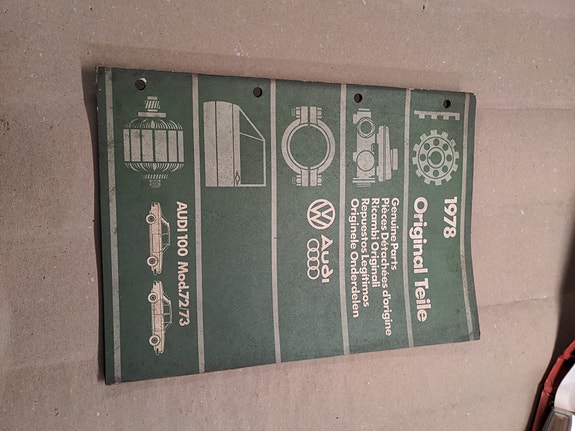 1978
Original Teile
Genuine Parts
Pièces Détachées d'origine
Ricambi Originali
Repuestos Legítimos
Originele Onderdelen
VW Audi
AUDI 100 Mod.72,73